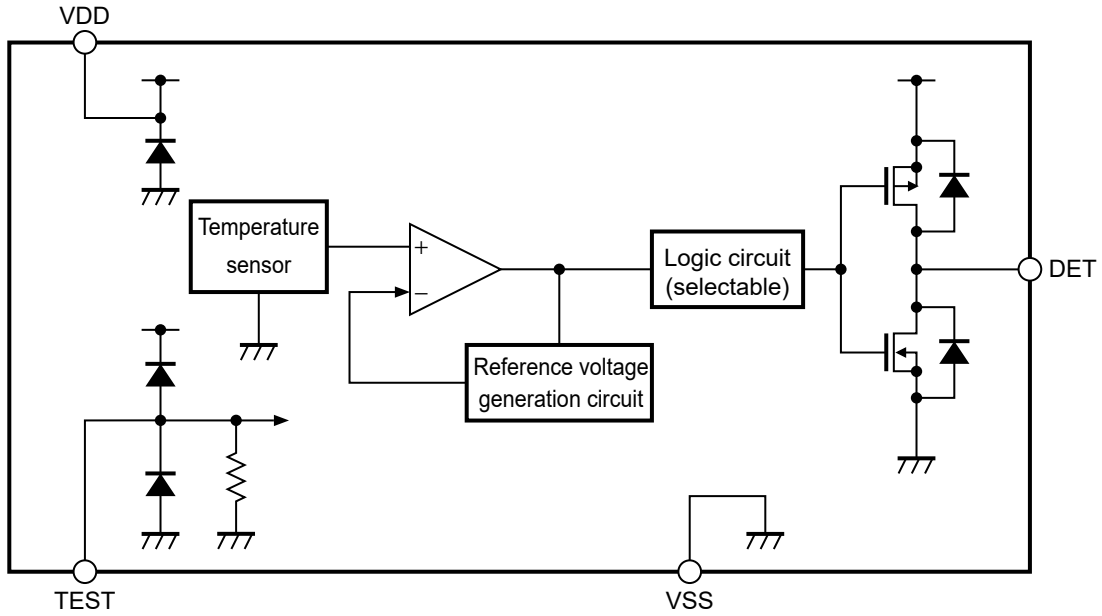 VDD
Temperature
sensor
+
−
Logic circuit
(selectable)
DET
Reference voltage
generation circuit
TEST
VSS